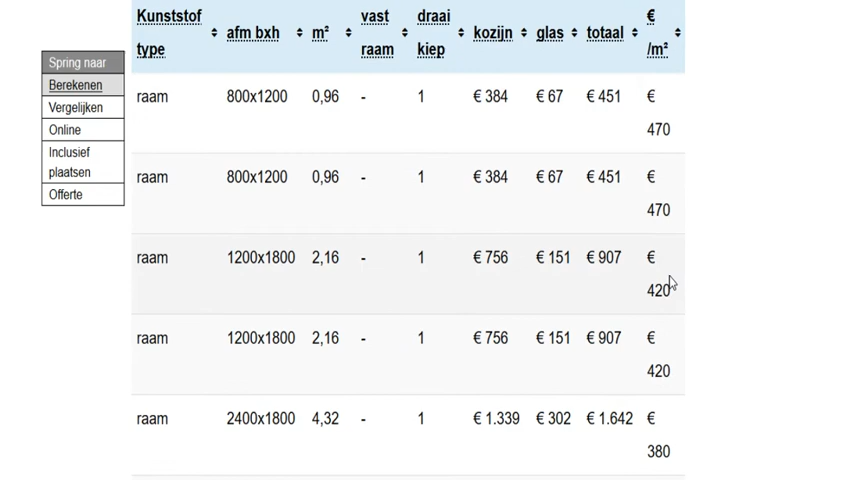 Spring naar
Berekenen
Vergelijken
Online
Inclusief
plaatsen
Offerte
Kunststof type afm bxh m² vast raam draai kiep kozijn glas totaal € /m²
raam 800x1200 0,96 - 1 € 384 € 67 € 451 € 470
raam 800x1200 0,96 - 1 € 384 € 67 € 451 € 470
raam 1200x1800 2,16 - 1 € 756 € 151 € 907 € 420
raam 1200x1800 2,16 - 1 € 756 € 151 € 907 € 420
raam 2400x1800 4,32 - 1 € 1.339 € 302 € 1.642 € 380